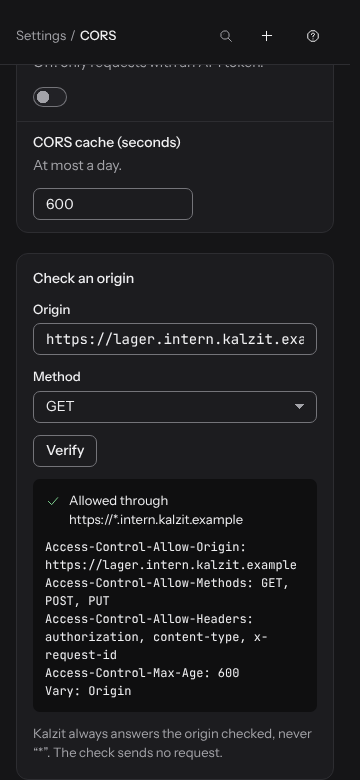 Settings / CORS
CORS cache (seconds)
At most a day.
600
Check an origin
Origin
https://lager.intern.kalzit.exa
Method
GET
Verify
Allowed through
https://*.intern.kalzit.example
Access-Control-Allow-Origin:
https://lager.intern.kalzit.example
Access-Control-Allow-Methods: GET,
POST, PUT
Access-Control-Allow-Headers:
authorization, content-type, x-
request-id
Access-Control-Max-Age: 600
Vary: Origin
Kalzit always answers the origin checked, never
“*”. The check sends no request.